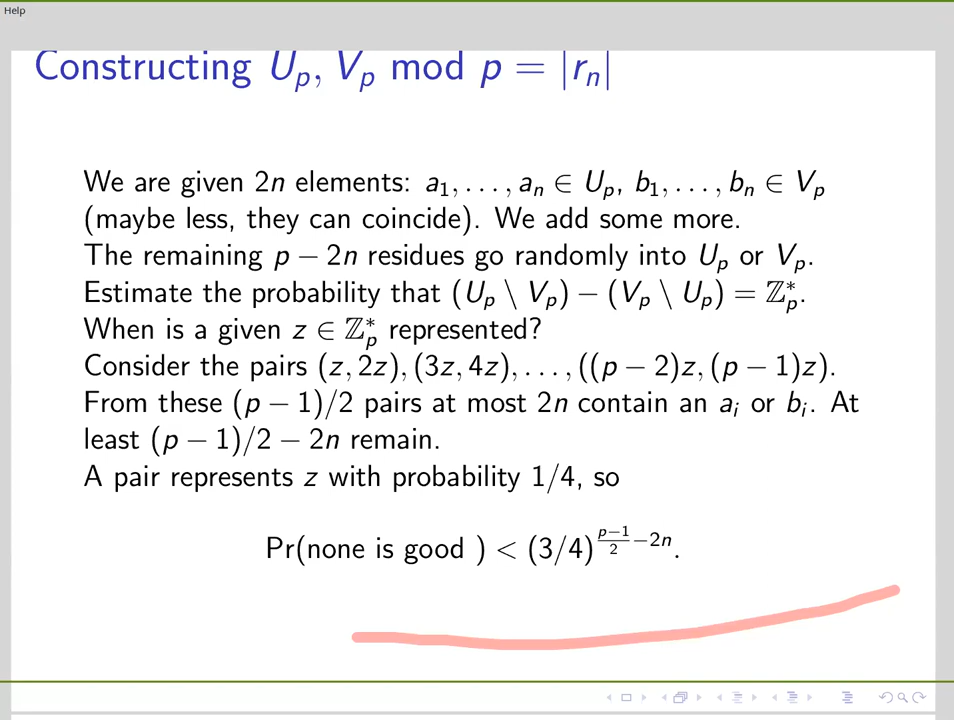 Help
Constructing U_p, V_p mod p = |r_n|
We are given 2n elements: a_1, . . . , a_n ∈ U_p, b_1, . . . , b_n ∈ V_p
(maybe less, they can coincide). We add some more.
The remaining p − 2n residues go randomly into U_p or V_p.
Estimate the probability that (U_p \ V_p) − (V_p \ U_p) = ℤ_p^*.
When is a given z ∈ ℤ_p^* represented?
Consider the pairs (z, 2z), (3z, 4z), . . . , ((p − 2)z, (p − 1)z).
From these (p − 1)/2 pairs at most 2n contain an a_i or b_i. At
least (p − 1)/2 − 2n remain.
A pair represents z with probability 1/4, so
Pr(none is good ) < (3/4)^{\frac{p−1}{2}−2n}.